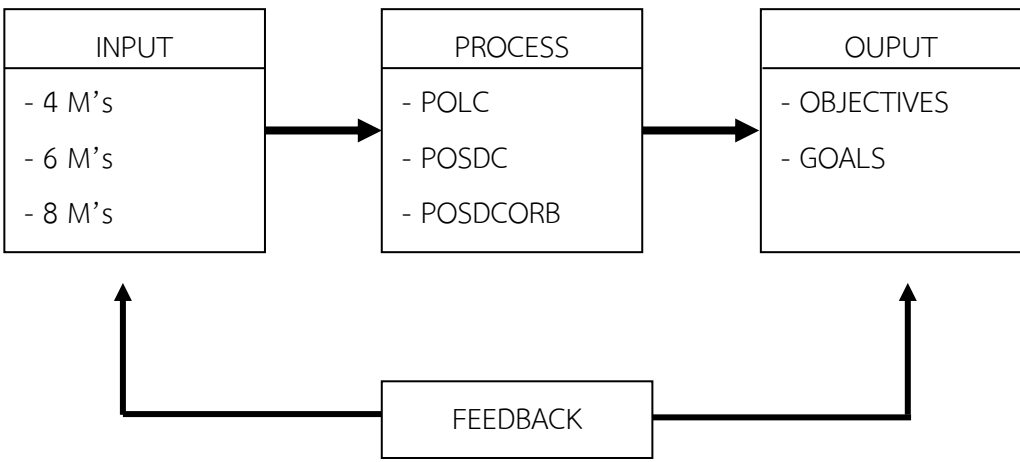 INPUT
- 4 M's
- 6 M's
- 8 M's
PROCESS
- POLC
- POSDC
- POSDCORB
OUPUT
- OBJECTIVES
- GOALS
FEEDBACK